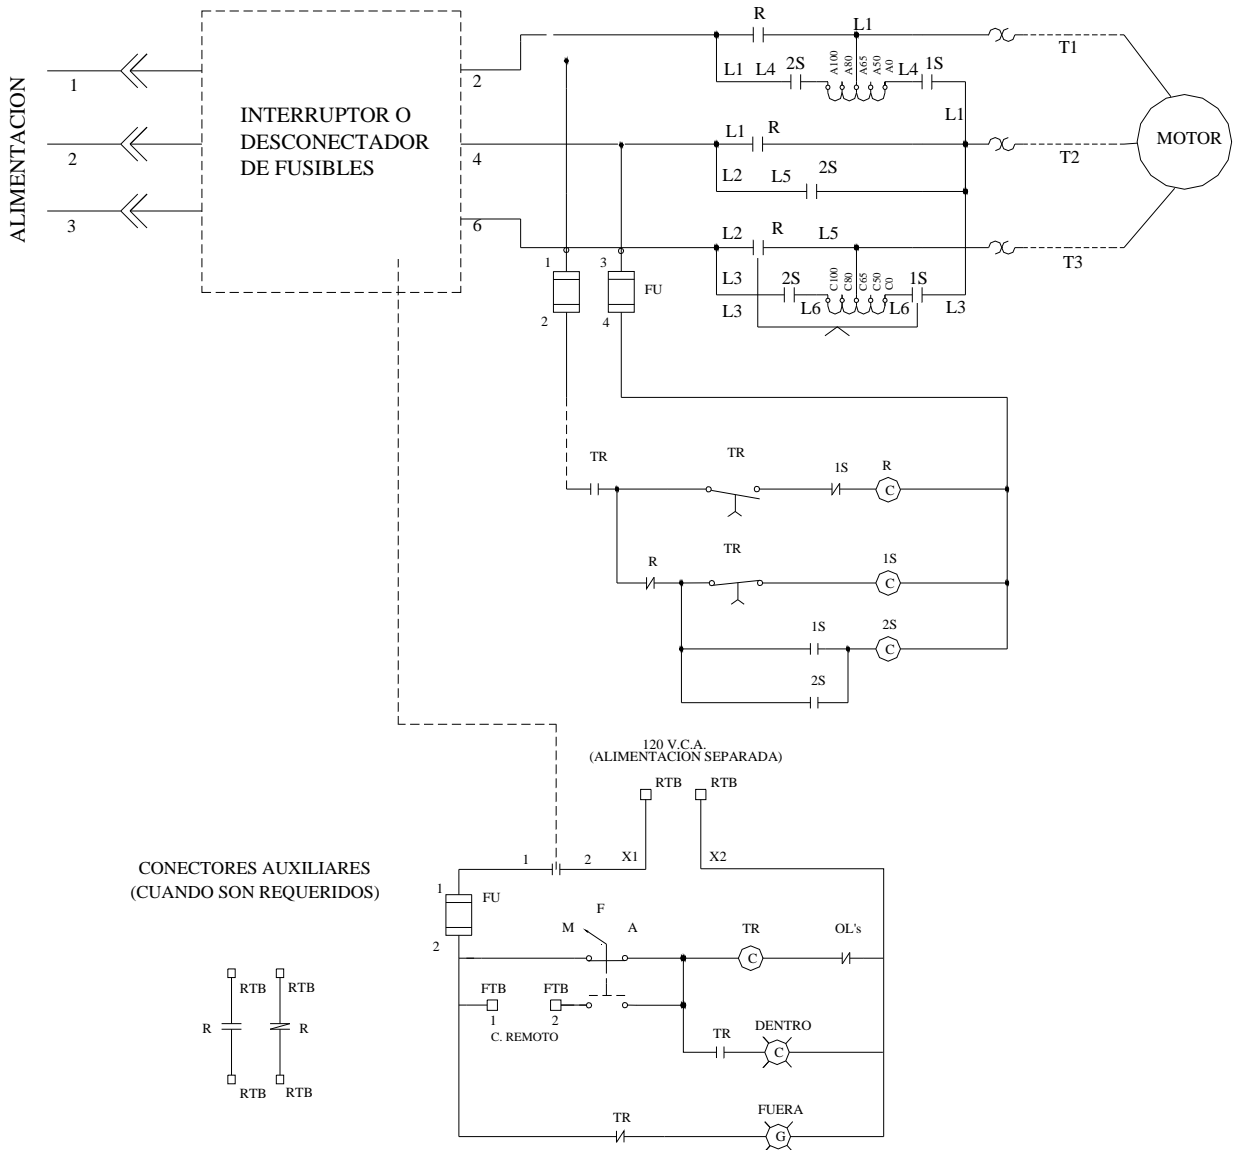 ALIMENTACION
1
2
3
INTERRUPTOR O
DESCONECTADOR
DE FUSIBLES
2
4
6
R
L1
T1
L1 L4 2S A100 A80 A65 A50 A0 L4 1S
L1
MOTOR
L1 R
T2
L2 L5 2S
L2 R L5
T3
L3 2S C100 C80 C65 C50 C0 1S
L3 L6 L6 L3
1 3
FU
2 4
TR TR 1S R
C
R TR 1S
C
1S 2S
C
2S
120 V.C.A.
(ALIMENTACION SEPARADA)
RTB RTB
1 2 X1 X2
CONECTORES AUXILIARES
(CUANDO SON REQUERIDOS)
1
FU
2
F
M A TR OL's
C
FTB FTB
1 2
C. REMOTO
TR DENTRO
C
TR FUERA
G
RTB RTB
R R
RTB RTB